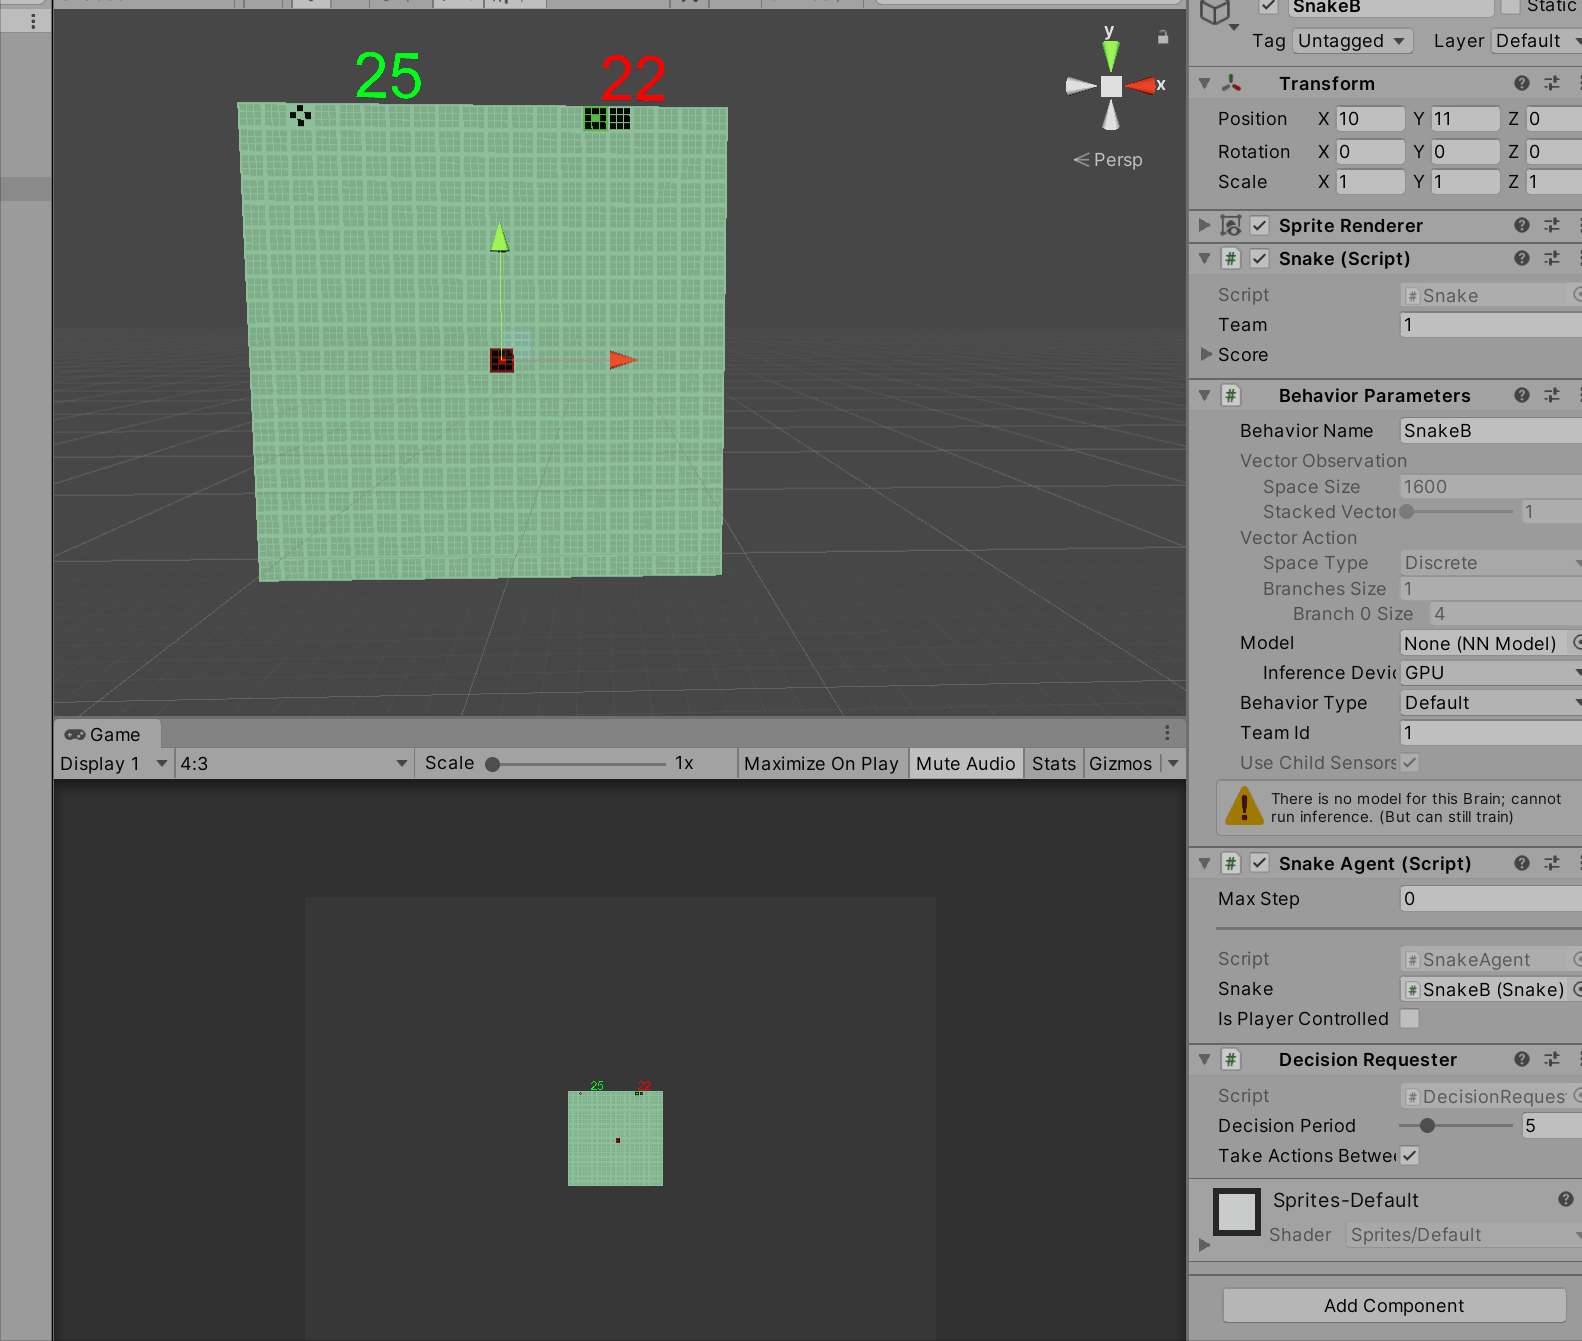 25
22
y
x
Persp
Game
Display 1
4:3
Scale
1x
Maximize On Play
Mute Audio
Stats
Gizmos
25
22
SnakeB
Static
Tag
Untagged
Layer
Default
Transform
Position X 10 Y 11 Z 0
Rotation X 0 Y 0 Z 0
Scale X 1 Y 1 Z 1
Sprite Renderer
# Snake (Script)
Script # Snake
Team 1
Score
# Behavior Parameters
Behavior Name SnakeB
Vector Observation
Space Size 1600
Stacked Vector 1
Vector Action
Space Type Discrete
Branches Size 1
Branch 0 Size 4
Model None (NN Model)
Inference Devic GPU
Behavior Type Default
Team Id 1
Use Child Sensors
There is no model for this Brain; cannot
run inference. (But can still train)
# Snake Agent (Script)
Max Step 0
Script # SnakeAgent
Snake # SnakeB (Snake)
Is Player Controlled
# Decision Requester
Script # DecisionReques
Decision Period 5
Take Actions Betwe
Sprites-Default
Shader Sprites/Default
Add Component